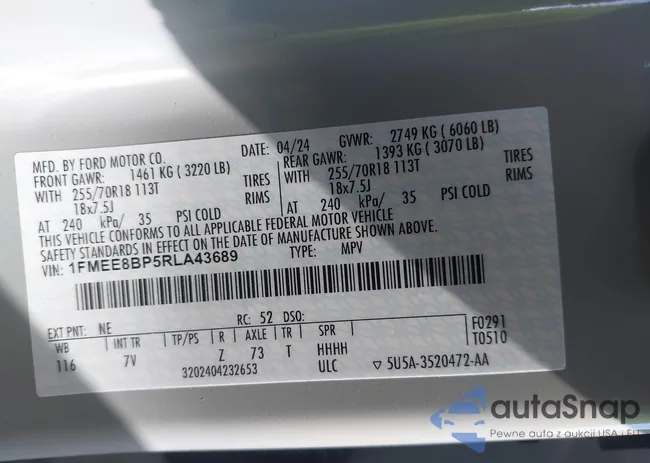 MFD. BY FORD MOTOR CO.
DATE: 04/24 GVWR: 2749 KG ( 6060 LB)
FRONT GAWR: 1461 KG ( 3220 LB) REAR GAWR: 1393 KG ( 3070 LB)
WITH 255/70R18 113T TIRES WITH 255/70R18 113T TIRES
18x7.5J RIMS 18x7.5J RIMS
AT 240 kPa/ 35 PSI COLD AT 240 kPa/ 35 PSI COLD
THIS VEHICLE CONFORMS TO ALL APPLICABLE FEDERAL MOTOR VEHICLE
SAFETY STANDARDS IN EFFECT ON THE DATE OF MANUFACTURE SHOWN ABOVE.
VIN: 1FMEE8BP5RLA43689 TYPE: MPV
EXT PNT: NE RC: 52 DSO: F0291
WB INT TR TP/PS R AXLE TR SPR T0510
116 7V Z 73 T HHHH
3202404232653 ULC ▽ 5U5A-3520472-AA
autaSnap
Pewne auta z aukcji USA i EU